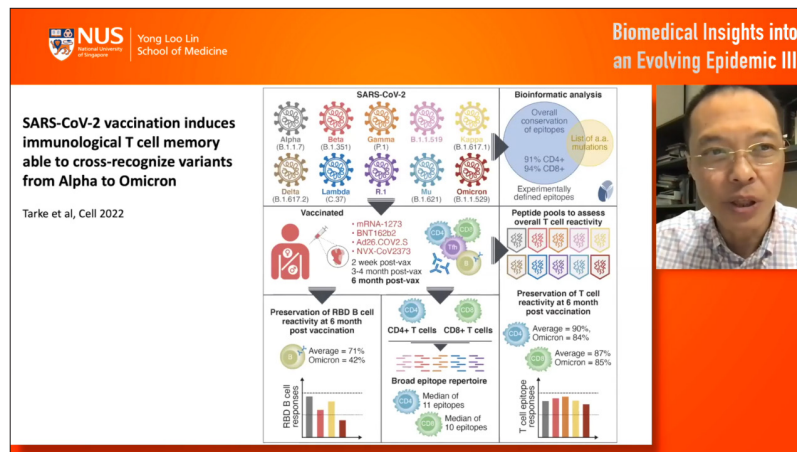 NUS
National University
of Singapore
Yong Loo Lin
School of Medicine
Biomedical Insights into
an Evolving Epidemic III
SARS-CoV-2 vaccination induces
immunological T cell memory
able to cross-recognize variants
from Alpha to Omicron
Tarke et al, Cell 2022
SARS-CoV-2
Alpha
(B.1.1.7)
Beta
(B.1.351)
Gamma
(P.1)
B.1.1.519
Kappa
(B.1.617.1)
Delta
(B.1.617.2)
Lambda
(C.37)
R.1
Mu
(B.1.621)
Omicron
(B.1.1.529)
Bioinformatic analysis
Overall
conservation
of epitopes
91% CD4+
94% CD8+
List of a.a.
mutations
Experimentally
defined epitopes
Vaccinated
• mRNA-1273
• BNT162b2
• Ad26.COV2.S
• NVX-CoV2373
2 week post-vax
3-4 month post-vax
6 month post-vax
CD4
CD8
Tfh
B
Peptide pools to assess
overall T cell reactivity
Preservation of RBD B cell
reactivity at 6 month
post vaccination
B
Average = 71%
Omicron = 42%
RBD B cell
responses
CD4
CD8
CD4+ T cells
CD8+ T cells
Broad epitope repertoire
CD4
Median of
11 epitopes
CD8
Median of
10 epitopes
Preservation of T cell
reactivity at 6 month
post vaccination
CD4
Average = 90%,
Omicron = 84%
CD8
Average = 87%
Omicron = 85%
T cell epitope
responses